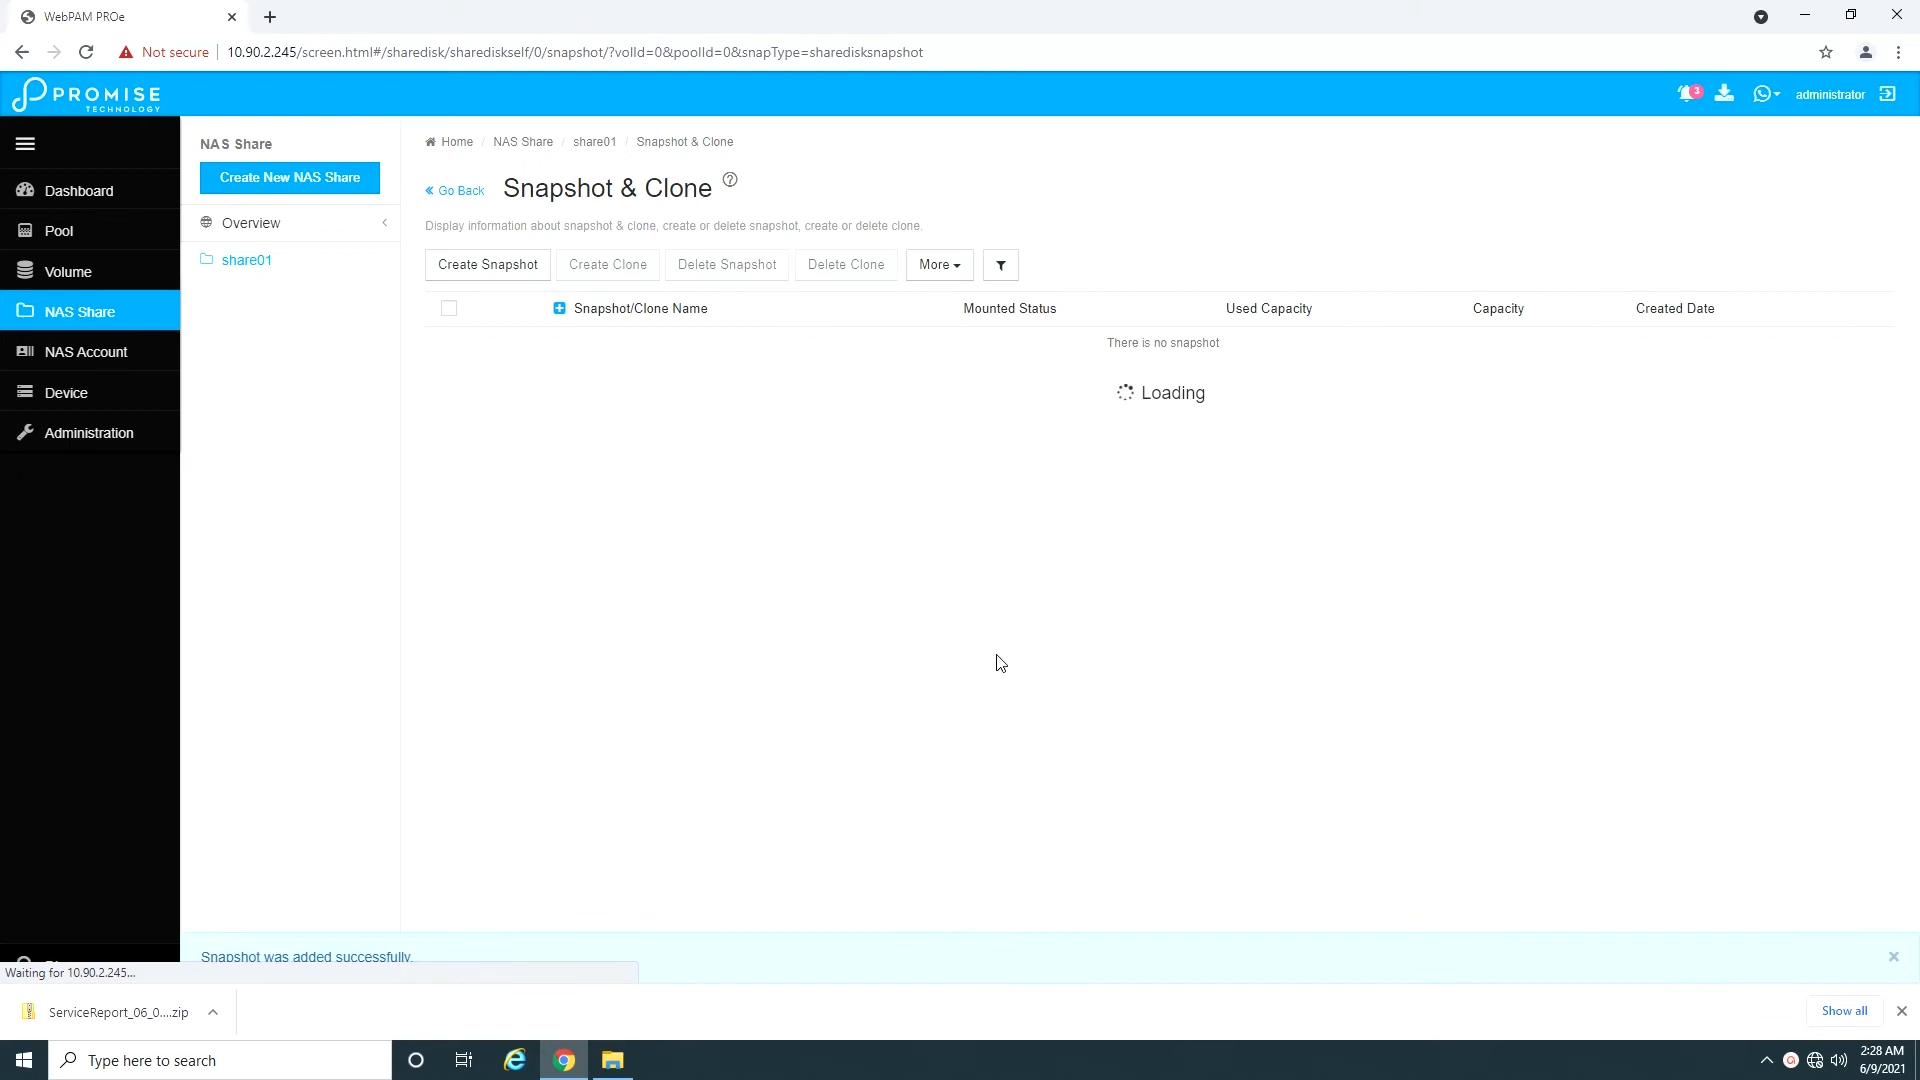 WebPAM PROe
Not secure
10.90.2.245/screen.html#/sharedisk/sharediskself/0/snapshot/?volId=0&poolId=0&snapType=sharedisksnapshot
PROMISE
TECHNOLOGY
3
administrator
NAS Share
Create New NAS Share
Overview
share01
Dashboard
Pool
Volume
NAS Share
NAS Account
Device
Administration
Home / NAS Share / share01 / Snapshot & Clone
« Go Back
Snapshot & Clone
Display information about snapshot & clone, create or delete snapshot, create or delete clone.
Create Snapshot
Create Clone
Delete Snapshot
Delete Clone
More
Snapshot/Clone Name
Mounted Status
Used Capacity
Capacity
Created Date
There is no snapshot
Loading
Snapshot was added successfully.
Waiting for 10.90.2.245...
ServiceReport_06_0....zip
Show all
Type here to search
2:28 AM
6/9/2021